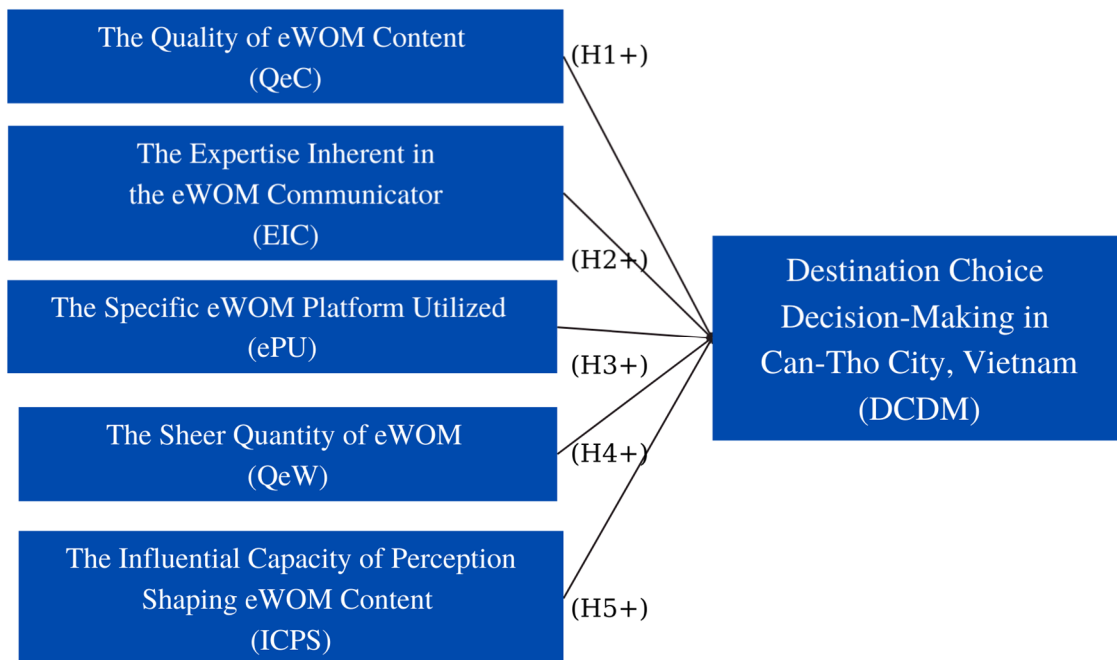 The Quality of eWOM Content
(QeC)
(H1+)
The Expertise Inherent in
the eWOM Communicator
(EIC)
(H2+)
The Specific eWOM Platform Utilized
(ePU)
(H3+)
The Sheer Quantity of eWOM
(QeW)
(H4+)
The Influential Capacity of Perception
Shaping eWOM Content
(ICPS)
(H5+)
Destination Choice
Decision-Making in
Can-Tho City, Vietnam
(DCDM)